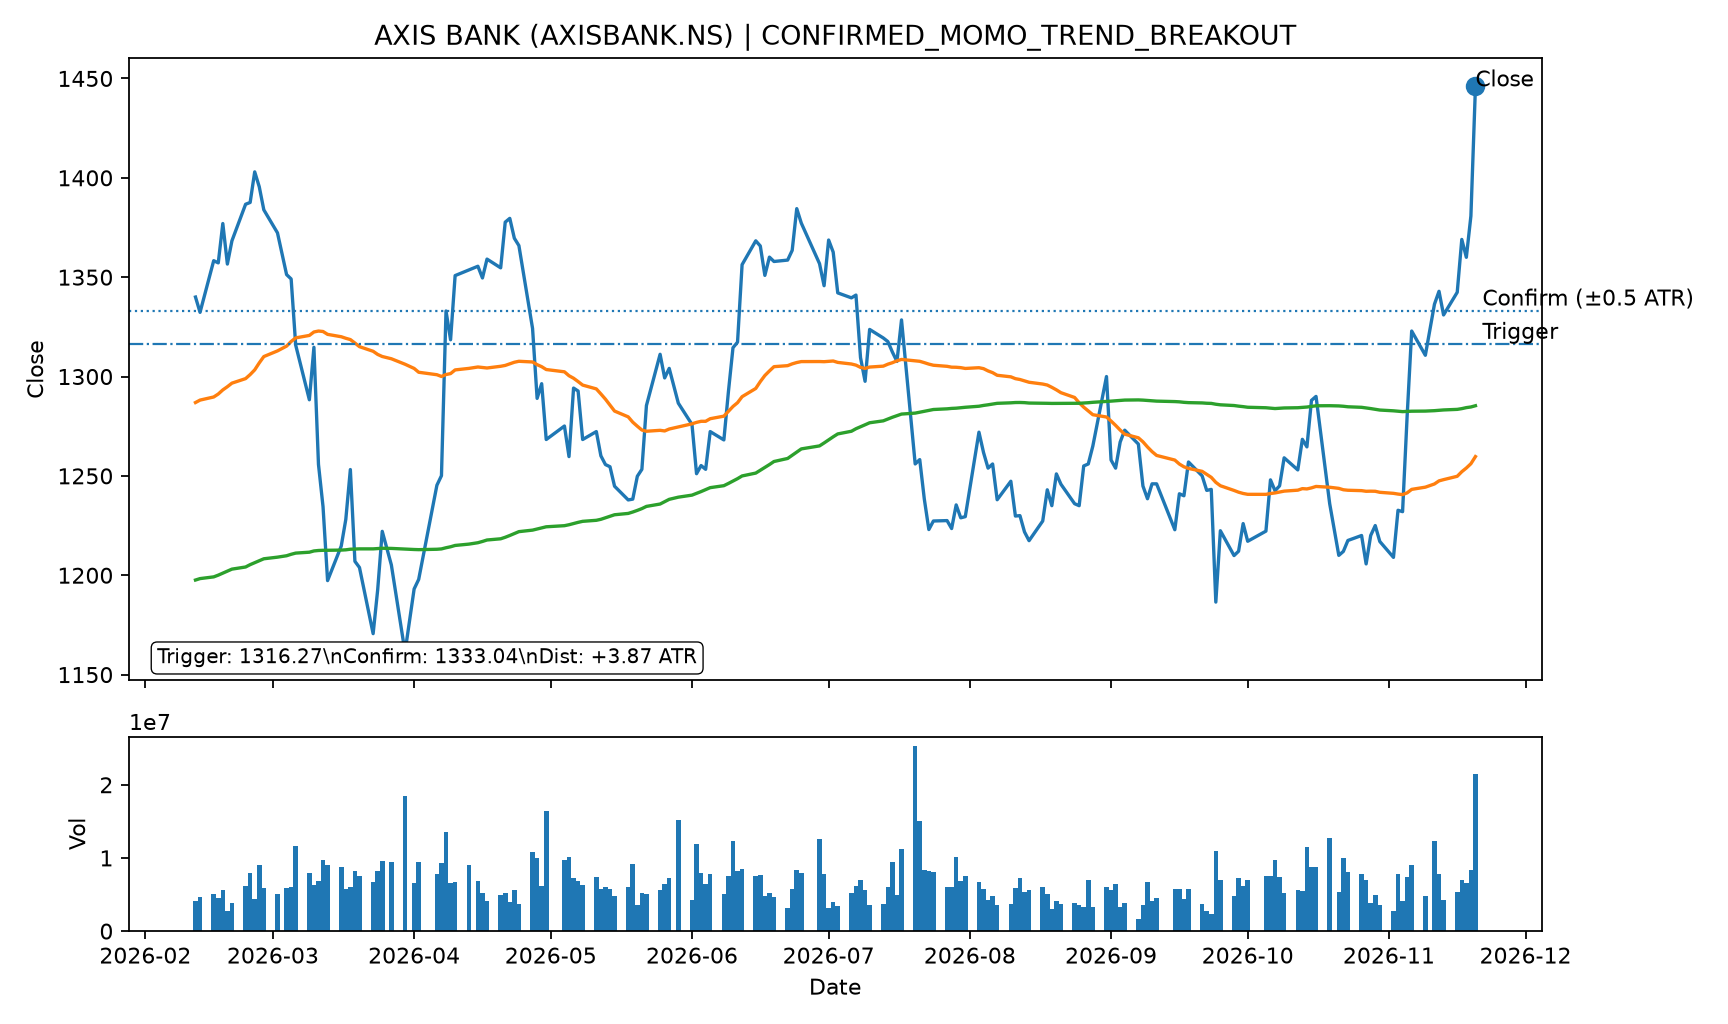 AXIS BANK (AXISBANK.NS) | CONFIRMED_MOMO_TREND_BREAKOUT
Close
1450
1400
1350
1300
1250
1200
1150
Close
Confirm (±0.5 ATR)
Trigger
Trigger: 1316.27\nConfirm: 1333.04\nDist: +3.87 ATR
1e7
Vol
2
1
0
2026-02 2026-03 2026-04 2026-05 2026-06 2026-07 2026-08 2026-09 2026-10 2026-11 2026-12
Date